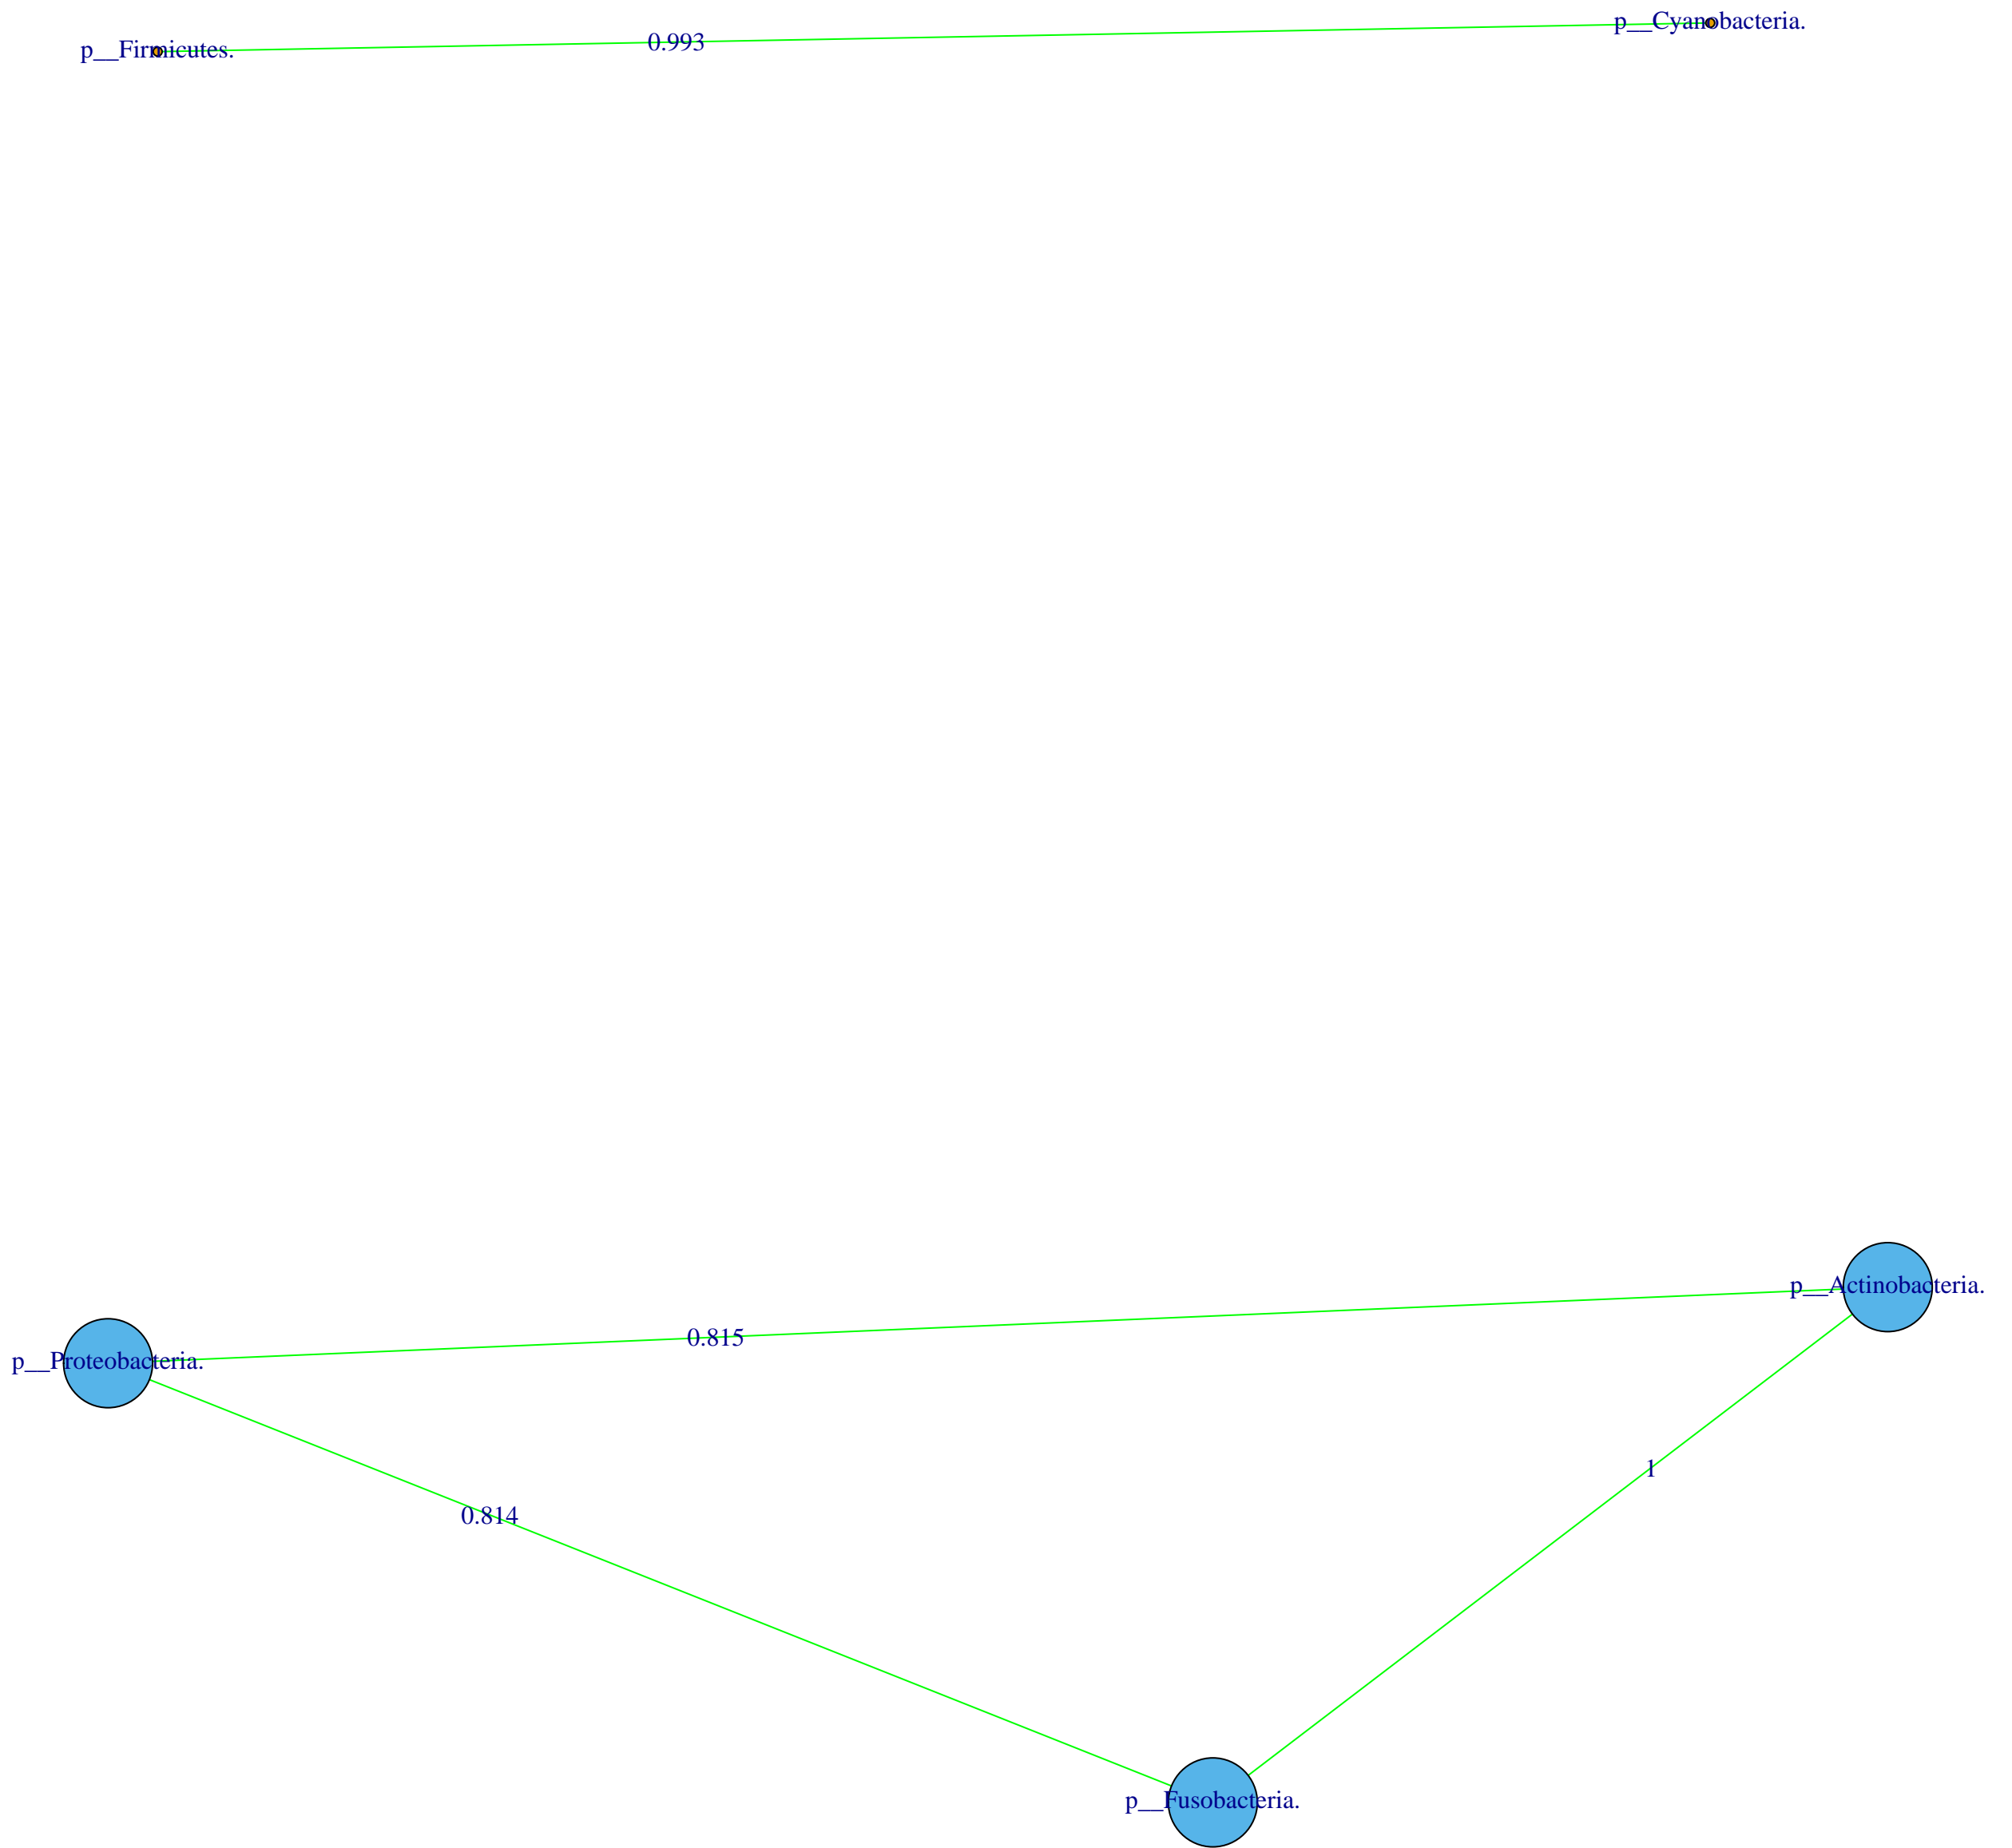 p__Cyanobacteria.
p__Firmicutes.
0.993
p__Actinobacteria.
0.815
p__Proteobacteria.
1
0.814
p__Fusobacteria.